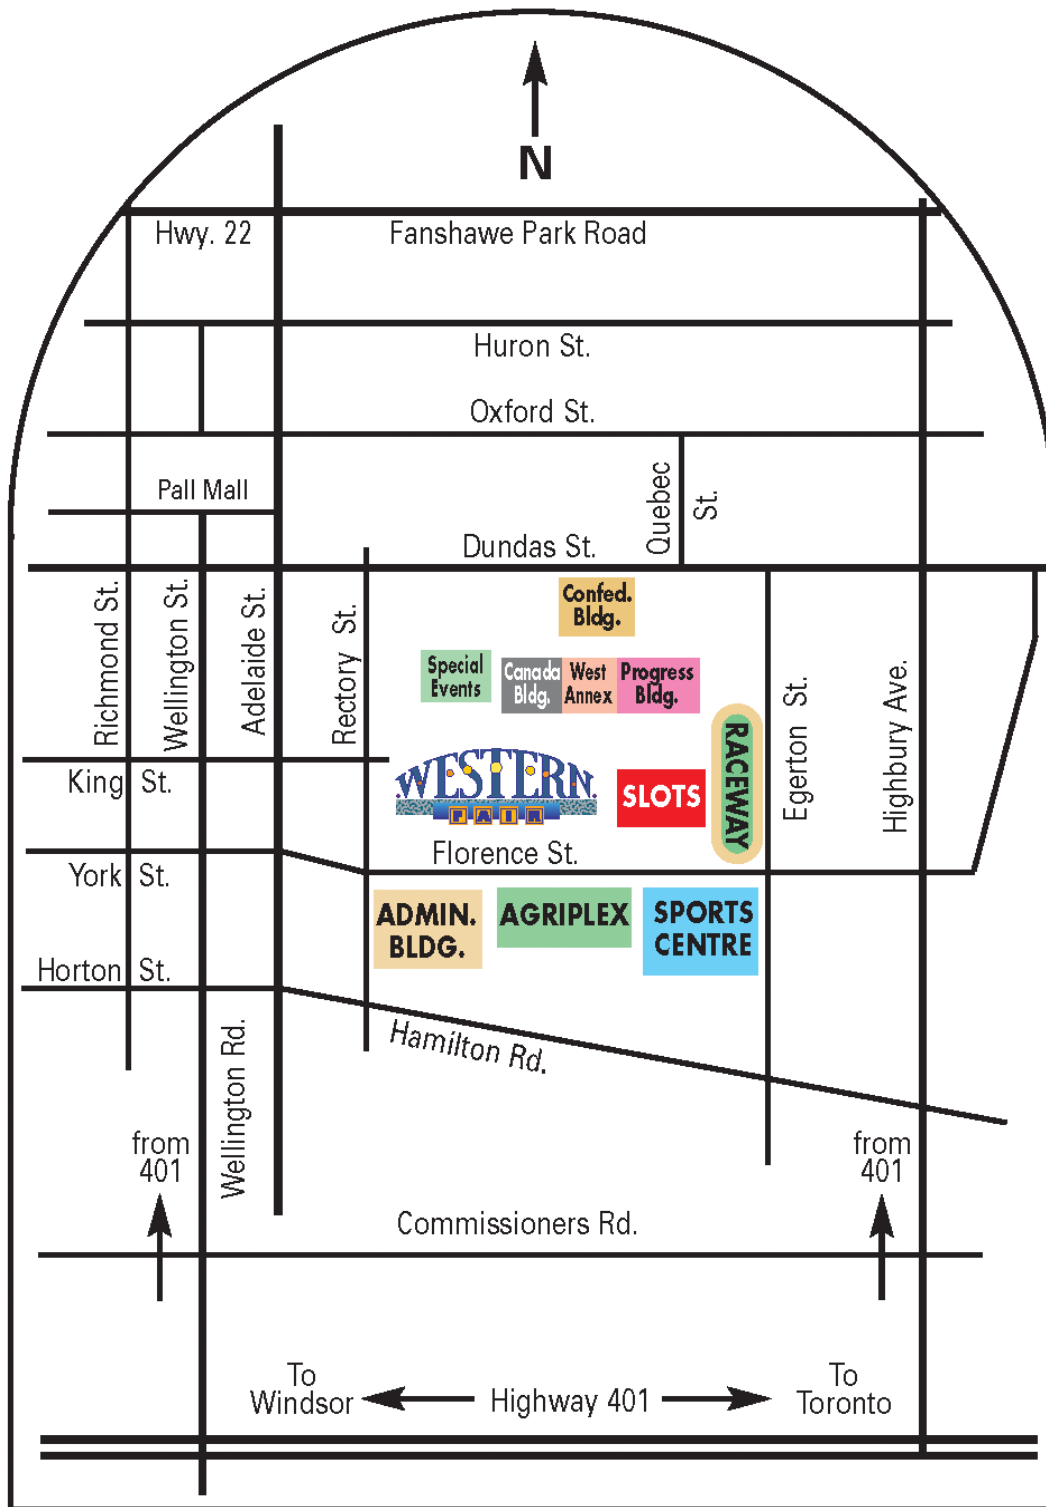 N
Hwy. 22
Fanshawe Park Road
Huron St.
Oxford St.
Pall Mall
Quebec
St.
Dundas St.
Richmond St.
Wellington St.
Adelaide St.
Rectory St.
Confed.
Bldg.
Special
Events
Canada
Bldg.
West
Annex
Progress
Bldg.
RACEWAY
Egerton St.
Highbury Ave.
King St.
WESTERN
FAIR
SLOTS
York St.
Florence St.
ADMIN.
BLDG.
AGRIPLEX
SPORTS
CENTRE
Horton St.
Hamilton Rd.
Wellington Rd.
from
401
from
401
Commissioners Rd.
To
Windsor
Highway 401
To
Toronto